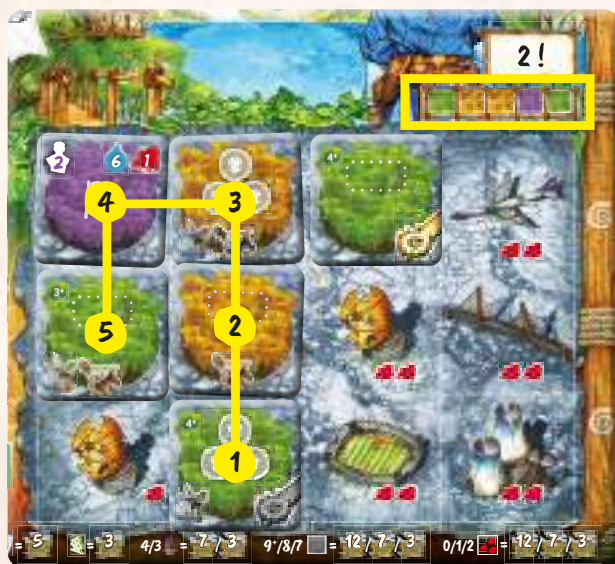 2!
2 6 1
4 3 4+
3+ 5 2
4+ 1
= 5 = 3 4/3 = 7 / 3 9+/8/7 = 12 / 7 / 3 0/1/2 = 12 / 7 / 3